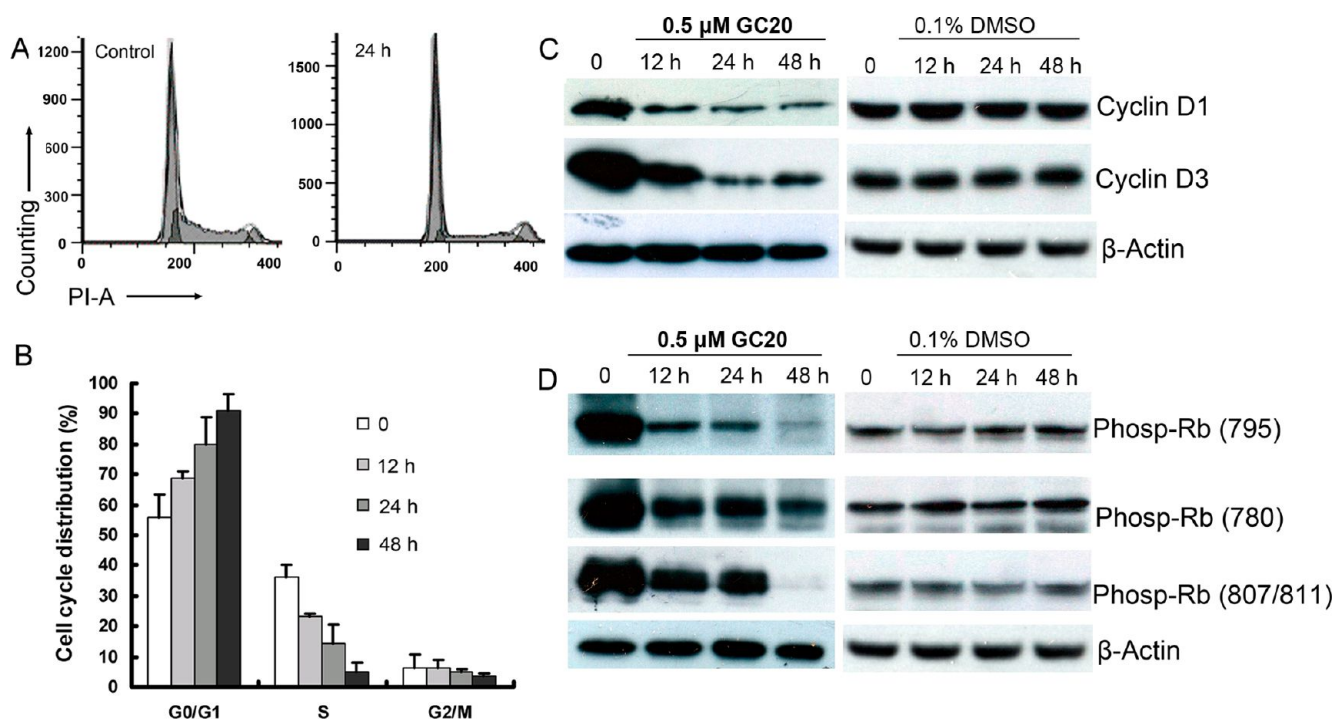 A
Control
1200
900
600
300
0
0 200 400
Counting
PI-A
24 h
1500
1000
500
0
0 200 400
B
Cell cycle distribution (%)
100
90
80
70
60
50
40
30
20
10
0
G0/G1 S G2/M
0
12 h
24 h
48 h
C
0.5 µM GC20 0.1% DMSO
0 12 h 24 h 48 h 0 12 h 24 h 48 h
Cyclin D1
Cyclin D3
β-Actin
D
0.5 µM GC20 0.1% DMSO
0 12 h 24 h 48 h 0 12 h 24 h 48 h
Phosp-Rb (795)
Phosp-Rb (780)
Phosp-Rb (807/811)
β-Actin